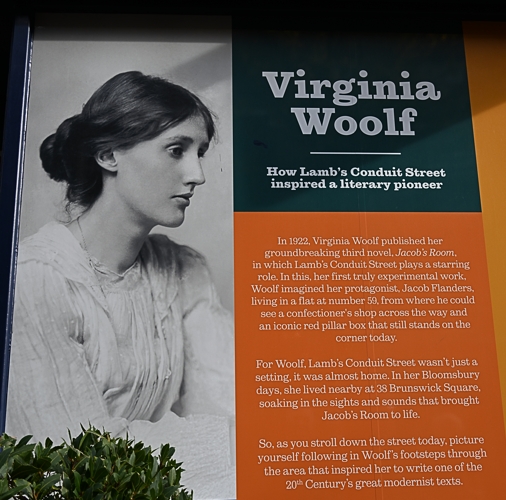 Virginia
Woolf
How Lamb's Conduit Street
inspired a literary pioneer
In 1922, Virginia Woolf published her
groundbreaking third novel, Jacob's Room,
in which Lamb's Conduit Street plays a starring
role. In this, her first truly experimental work,
Woolf imagined her protagonist, Jacob Flanders,
living in a flat at number 59, from where he could
see a confectioner's shop across the way and
an iconic red pillar box that still stands on the
corner today.
For Woolf, Lamb's Conduit Street wasn't just a
setting, it was almost home. In her Bloomsbury
days, she lived nearby at 38 Brunswick Square,
soaking in the sights and sounds that brought
Jacob's Room to life.
So, as you stroll down the street today, picture
yourself following in Woolf's footsteps through
the area that inspired her to write one of the
20th Century's great modernist texts.